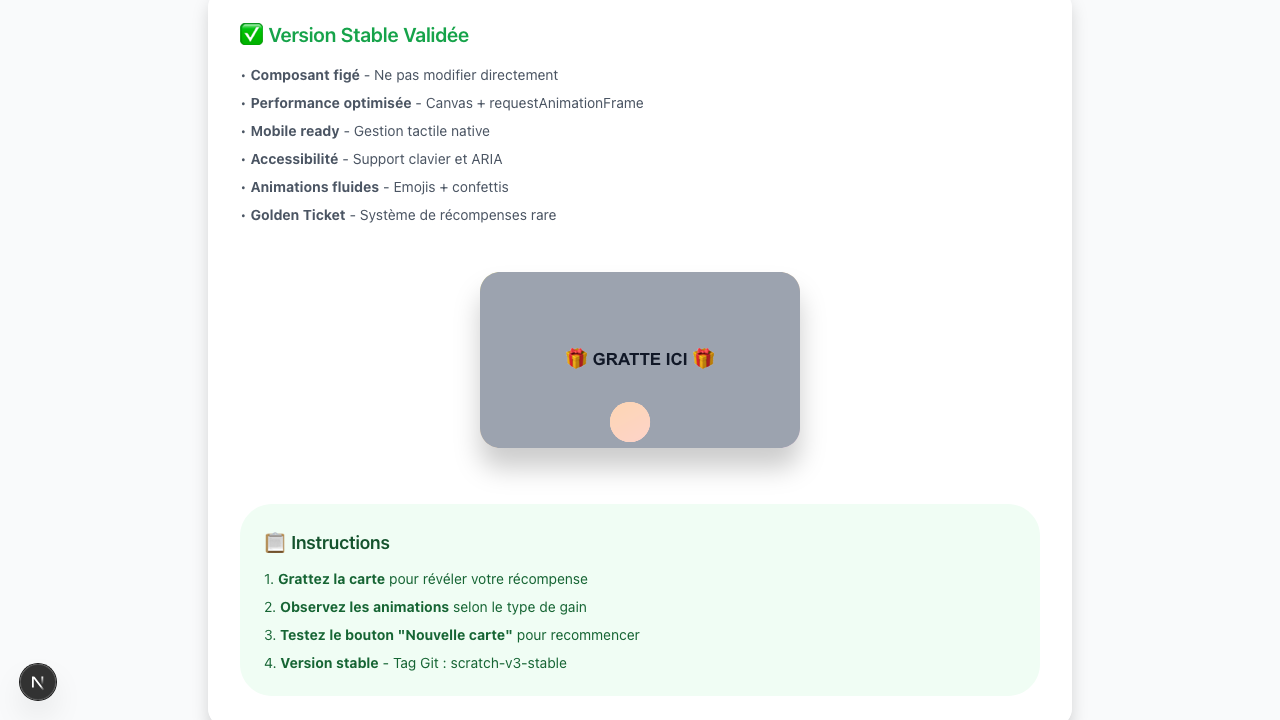 ✅ Version Stable Validée
• Composant figé - Ne pas modifier directement
• Performance optimisée - Canvas + requestAnimationFrame
• Mobile ready - Gestion tactile native
• Accessibilité - Support clavier et ARIA
• Animations fluides - Emojis + confettis
• Golden Ticket - Système de récompenses rare
🎁 GRATTE ICI 🎁
📋 Instructions
1. Grattez la carte pour révéler votre récompense
2. Observez les animations selon le type de gain
3. Testez le bouton "Nouvelle carte" pour recommencer
4. Version stable - Tag Git : scratch-v3-stable
N